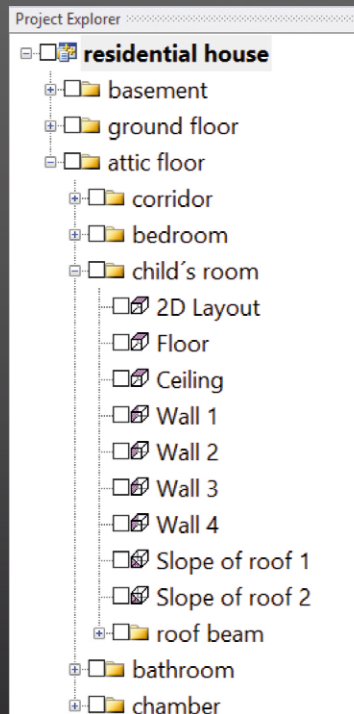 Project Explorer
residential house
basement
ground floor
attic floor
corridor
bedroom
child´s room
2D Layout
Floor
Ceiling
Wall 1
Wall 2
Wall 3
Wall 4
Slope of roof 1
Slope of roof 2
roof beam
bathroom
chamber